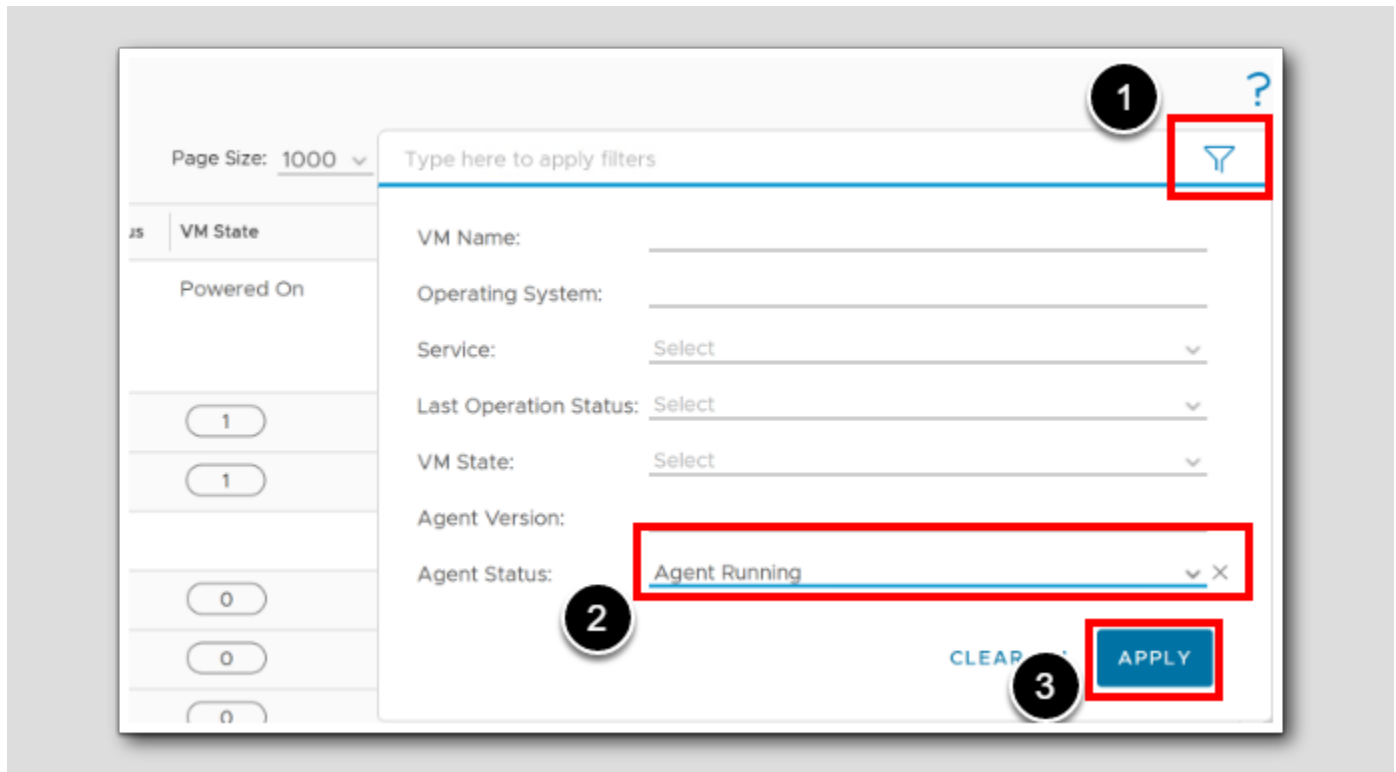 1
?
Page Size: 1000
Type here to apply filters
us
VM State
VM Name:
Powered On
Operating System:
Service: Select
Last Operation Status: Select
1
VM State: Select
1
Agent Version:
Agent Status: Agent Running
0
2
CLEAR
APPLY
0
3
0